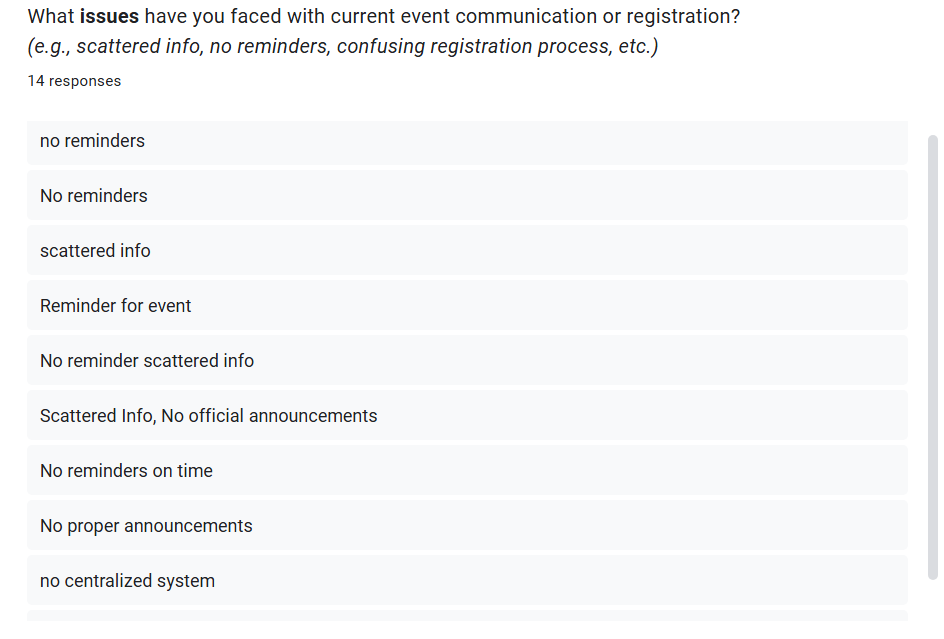 What issues have you faced with current event communication or registration?
(e.g., scattered info, no reminders, confusing registration process, etc.)
14 responses
no reminders
No reminders
scattered info
Reminder for event
No reminder scattered info
Scattered Info, No official announcements
No reminders on time
No proper announcements
no centralized system